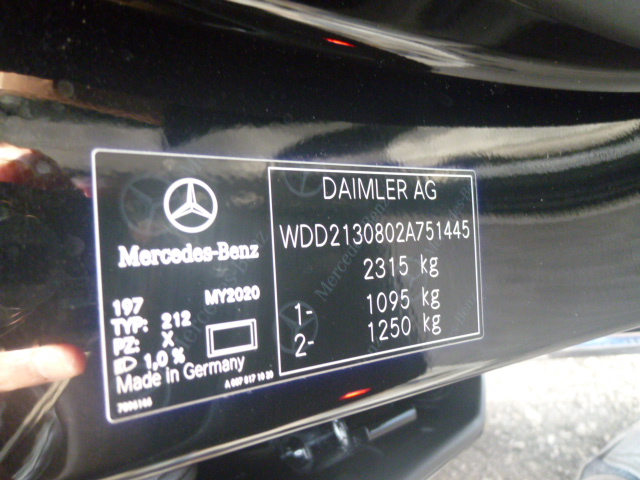 Mercedes-Benz
197 MY2020
TYP: 212
PZ: X
1,0 %
Made in Germany
DAIMLER AG
WDD2130802A751445
2315 kg
1- 1095 kg
2- 1250 kg